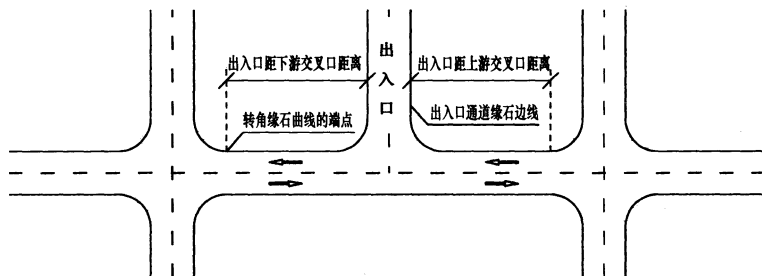 出入口距下游交叉口距离
出入口
出入口距上游交叉口距离
转角缘石曲线的端点
出入口通道缘石边线